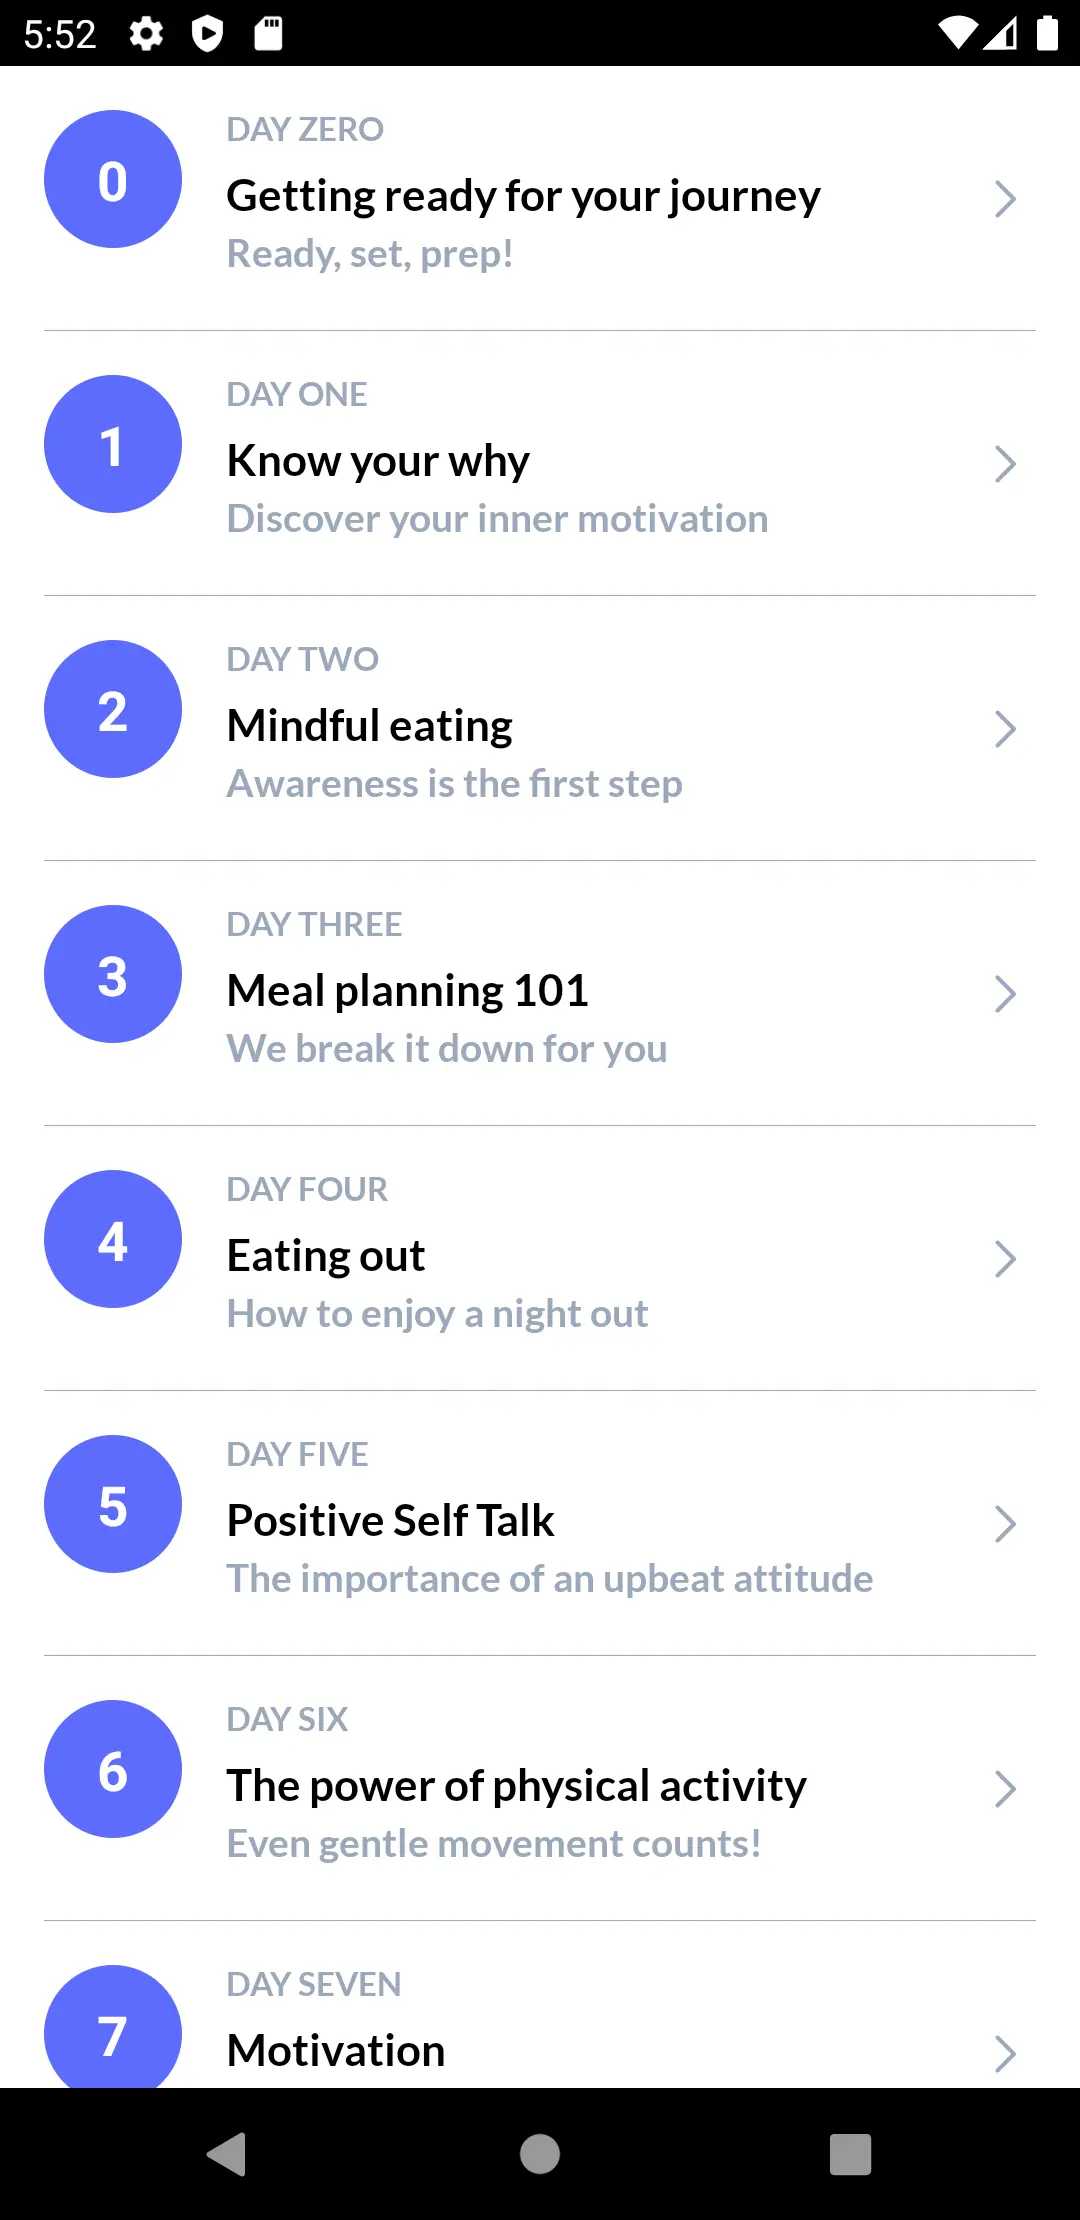 5:52
0
DAY ZERO
Getting ready for your journey
Ready, set, prep!
1
DAY ONE
Know your why
Discover your inner motivation
2
DAY TWO
Mindful eating
Awareness is the first step
3
DAY THREE
Meal planning 101
We break it down for you
4
DAY FOUR
Eating out
How to enjoy a night out
5
DAY FIVE
Positive Self Talk
The importance of an upbeat attitude
6
DAY SIX
The power of physical activity
Even gentle movement counts!
7
DAY SEVEN
Motivation